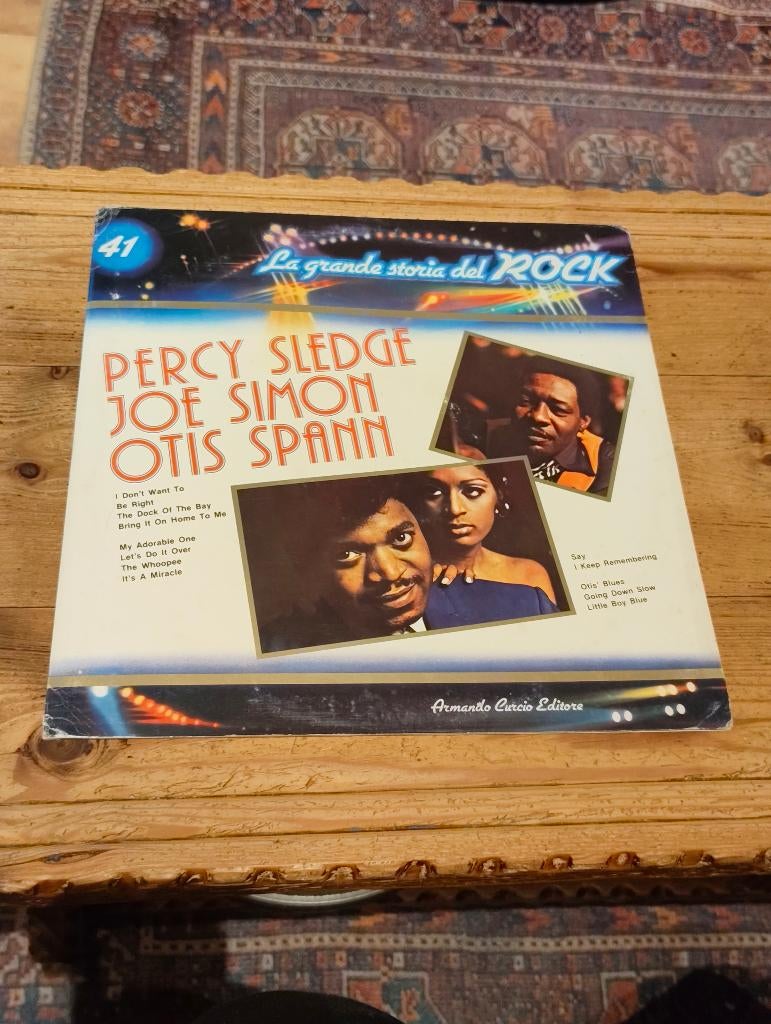 41
La grande storia del ROCK
PERCY SLEDGE
JOE SIMON
OTIS SPANN
I Don't Want To
Be Right
The Dock Of The Bay
Bring It On Home To Me
My Adorable One
Let's Do It Over
The Whoopee
It's A Miracle
Say
I Keep Remembering
Otis' Blues
Going Down Slow
Little Boy Blue
Armando Curcio Editore